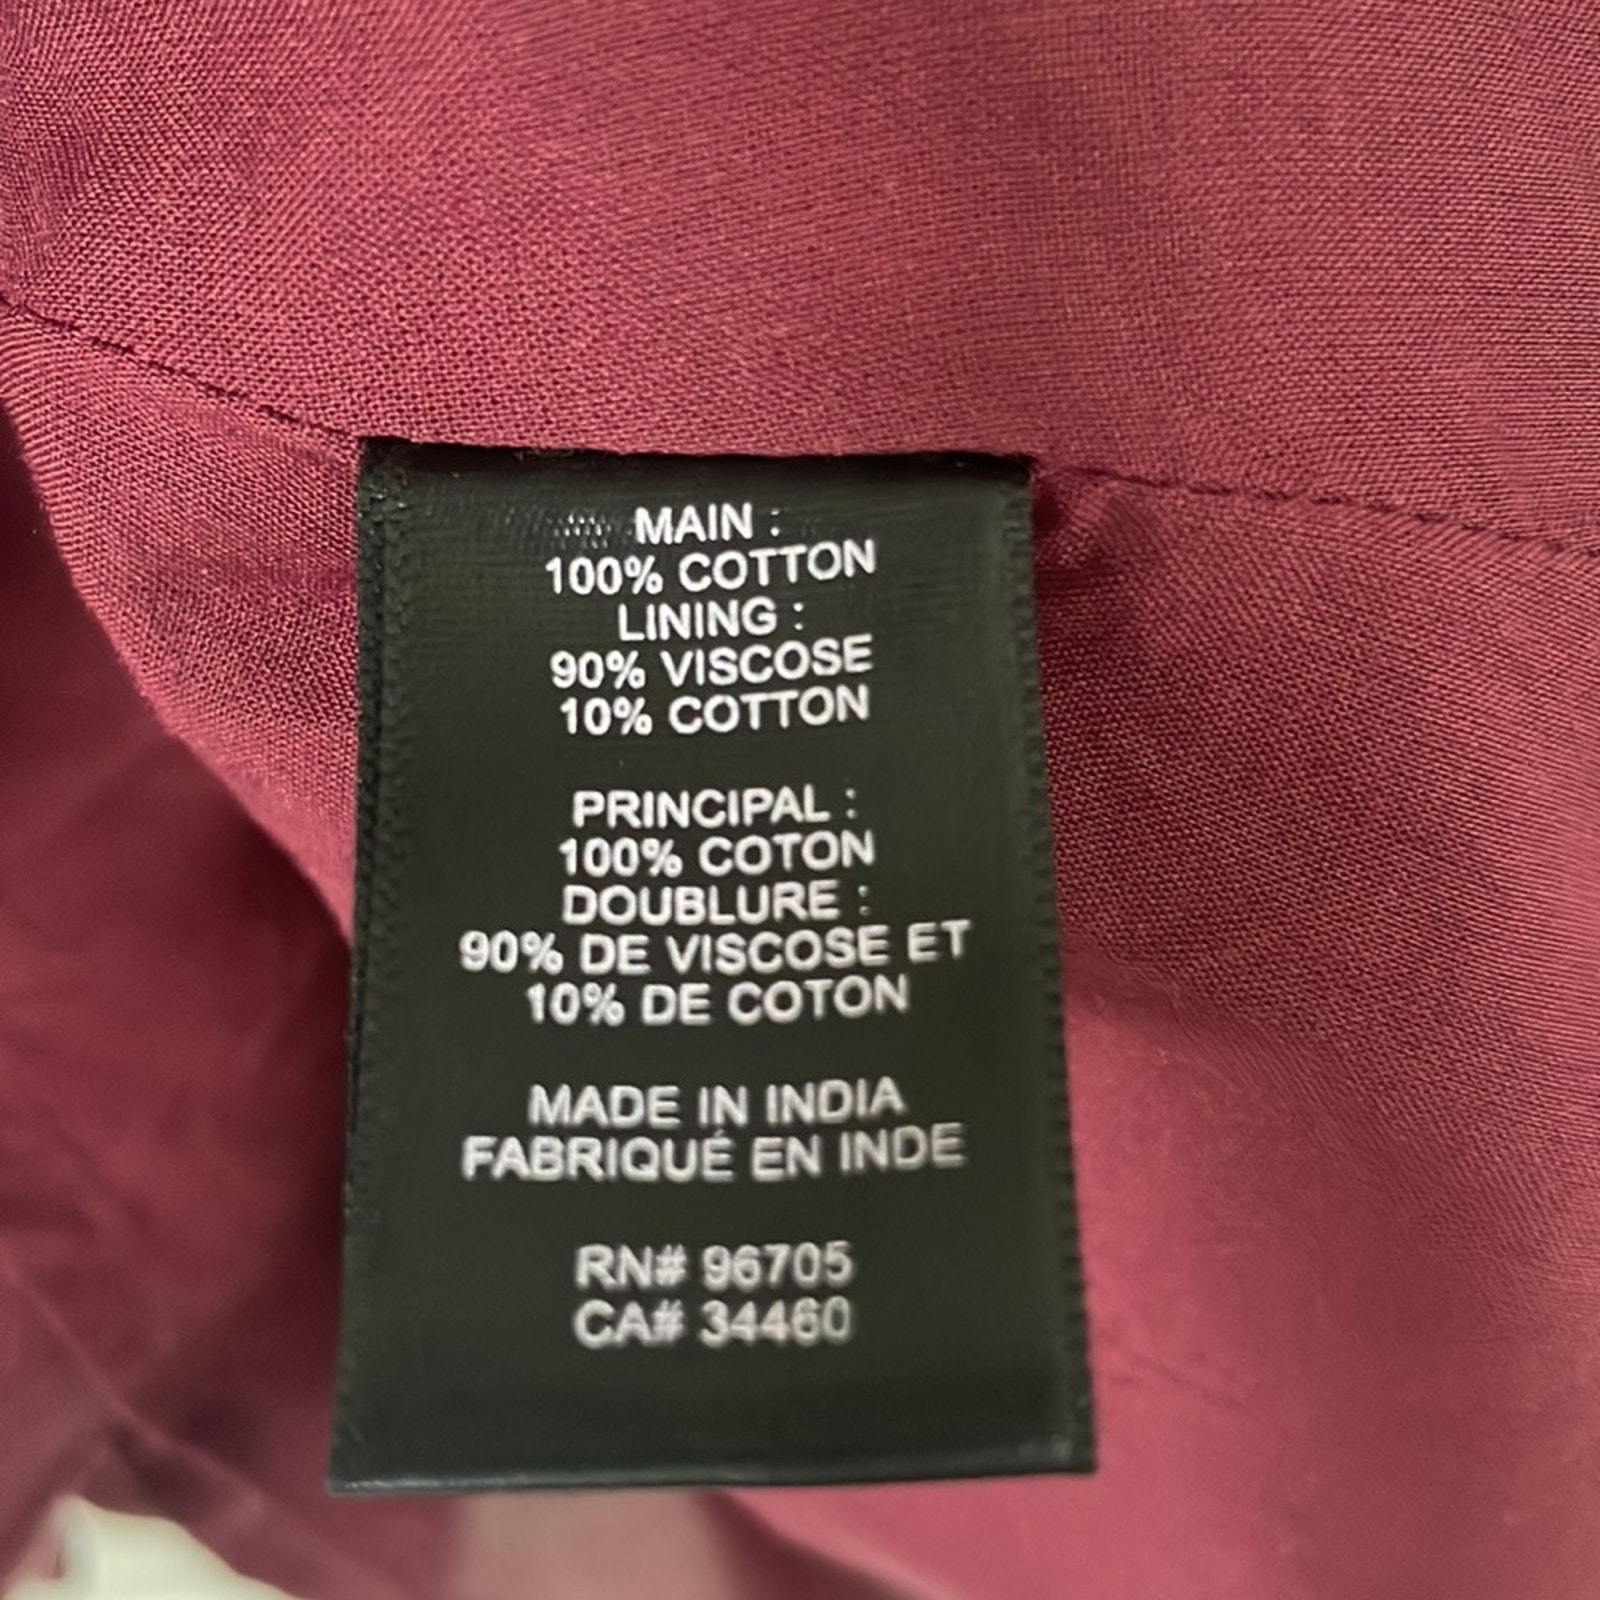 MAIN :
100% COTTON
LINING :
90% VISCOSE
10% COTTON
PRINCIPAL :
100% COTON
DOUBLURE :
90% DE VISCOSE ET
10% DE COTON
MADE IN INDIA
FABRIQUÉ EN INDE
RN# 96705
CA# 34460